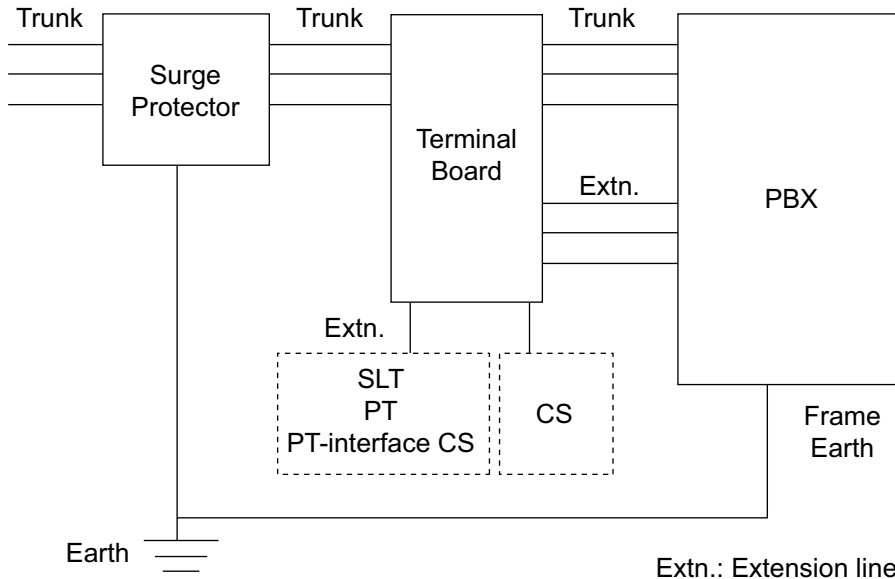 Trunk
Trunk
Trunk
Surge
Protector
Terminal
Board
Extn.
PBX
Extn.
SLT
PT
PT-interface CS
CS
Frame
Earth
Earth
Extn.: Extension line